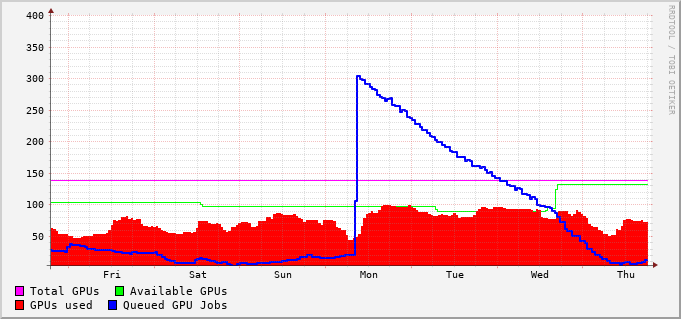 400
350
300
250
200
150
100
50
Fri Sat Sun Mon Tue Wed Thu
Total GPUs Available GPUs
GPUs used Queued GPU Jobs
RRDTOOL / TOBI OETIKER